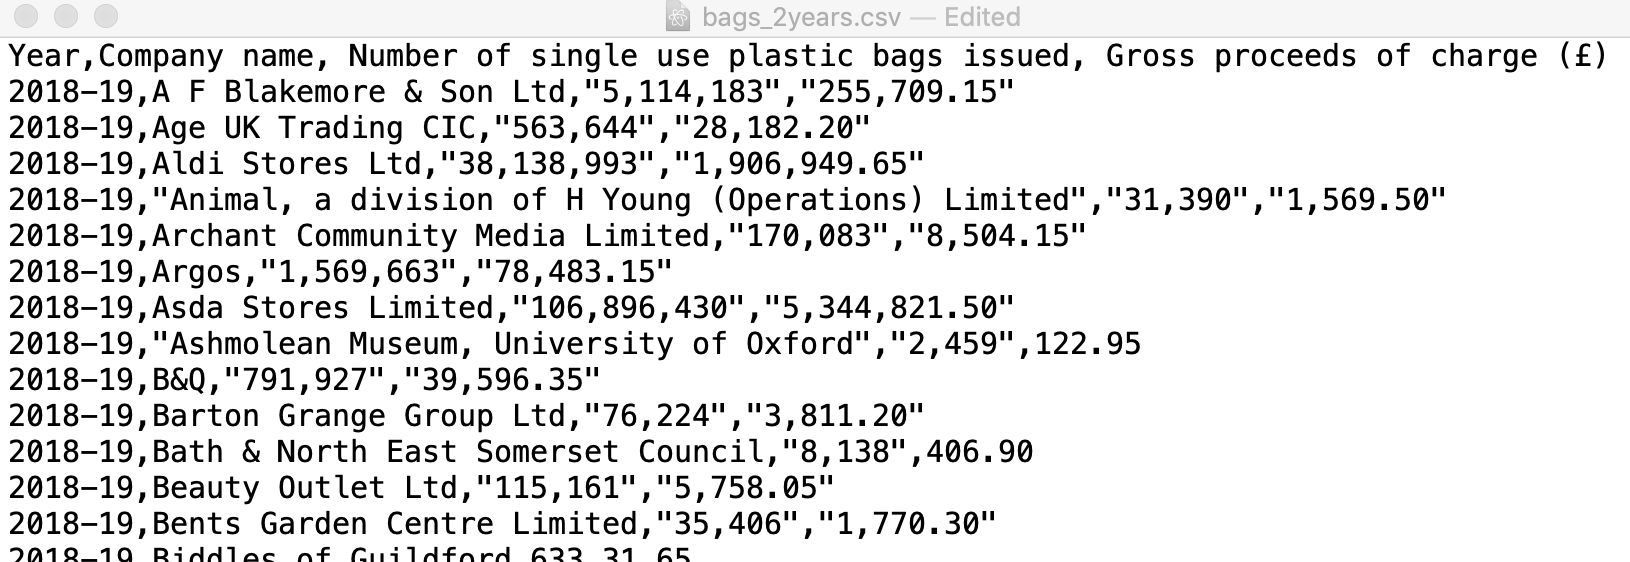 bags_2years.csv — Edited
Year,Company name, Number of single use plastic bags issued, Gross proceeds of charge (£)
2018-19,A F Blakemore & Son Ltd,"5,114,183","255,709.15"
2018-19,Age UK Trading CIC,"563,644","28,182.20"
2018-19,Aldi Stores Ltd,"38,138,993","1,906,949.65"
2018-19,"Animal, a division of H Young (Operations) Limited","31,390","1,569.50"
2018-19,Archant Community Media Limited,"170,083","8,504.15"
2018-19,Argos,"1,569,663","78,483.15"
2018-19,Asda Stores Limited,"106,896,430","5,344,821.50"
2018-19,"Ashmolean Museum, University of Oxford","2,459",122.95
2018-19,B&Q,"791,927","39,596.35"
2018-19,Barton Grange Group Ltd,"76,224","3,811.20"
2018-19,Bath & North East Somerset Council,"8,138",406.90
2018-19,Beauty Outlet Ltd,"115,161","5,758.05"
2018-19,Bents Garden Centre Limited,"35,406","1,770.30"
2018-19,Biddles of Guildford,633,31.65